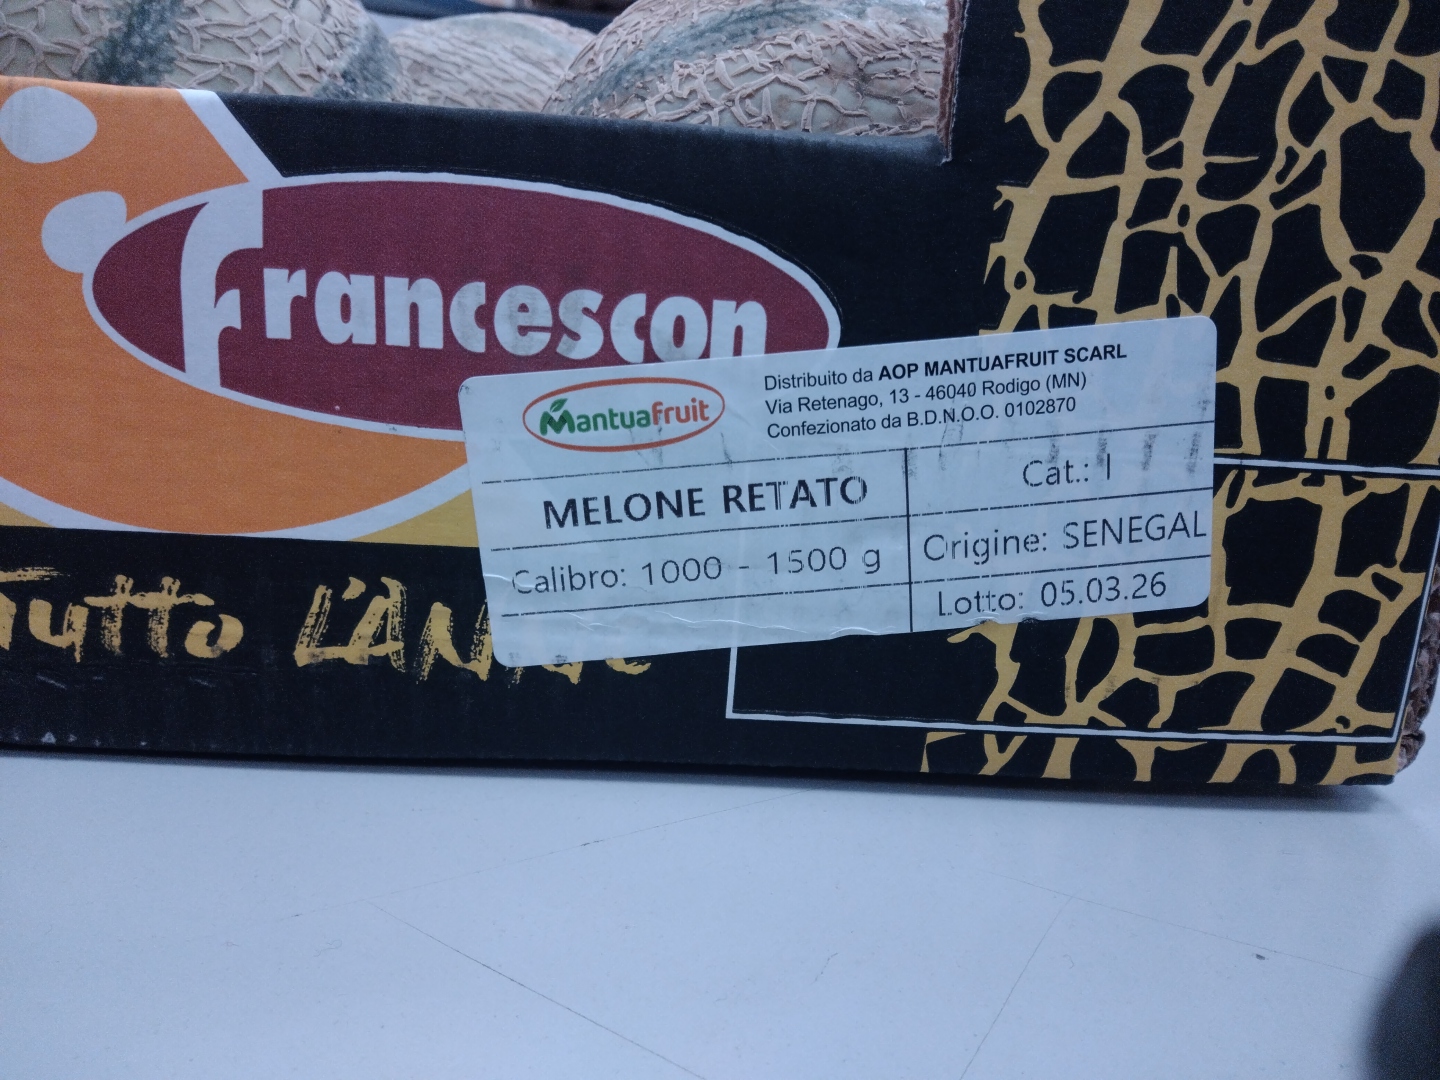 francescon
Mantuafruit
Distribuito da AOP MANTUAFRUIT SCARL
Via Retenago, 13 - 46040 Rodigo (MN)
Confezionato da B.D.N.O.O. 0102870
MELONE RETATO
Cat.: I
Calibro: 1000 - 1500 g
Origine: SENEGAL
Lotto: 05.03.26
Tutto